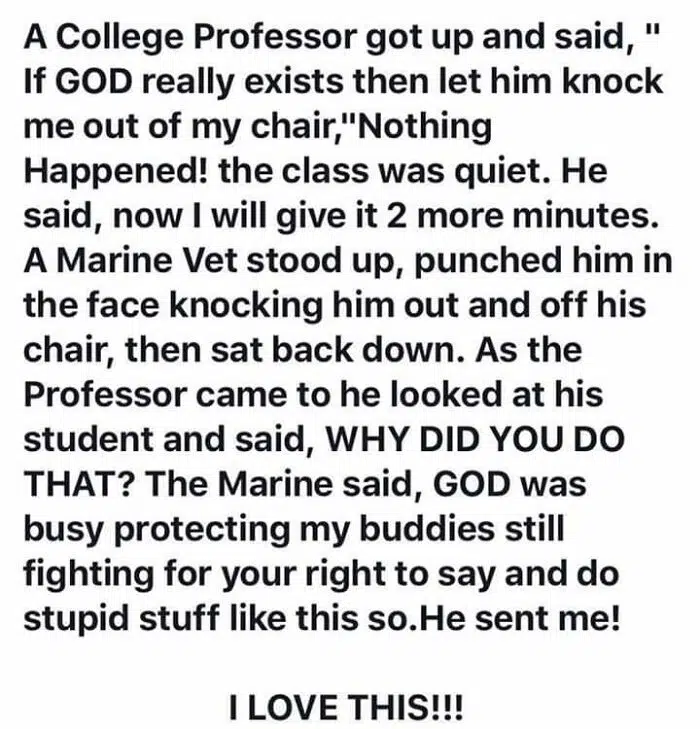 A College Professor got up and said, "
If GOD really exists then let him knock
me out of my chair,"Nothing
Happened! the class was quiet. He
said, now I will give it 2 more minutes.
A Marine Vet stood up, punched him in
the face knocking him out and off his
chair, then sat back down. As the
Professor came to he looked at his
student and said, WHY DID YOU DO
THAT? The Marine said, GOD was
busy protecting my buddies still
fighting for your right to say and do
stupid stuff like this so.He sent me!
I LOVE THIS!!!